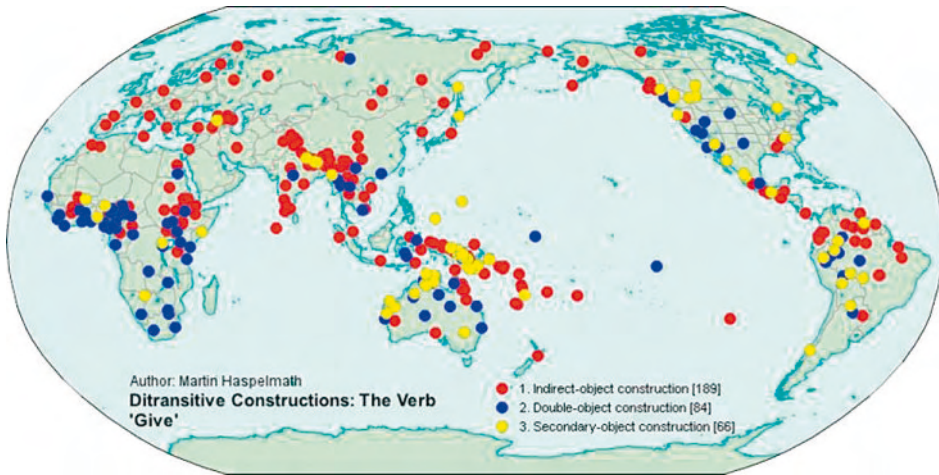 Author: Martin Haspelmath
Ditransitive Constructions: The Verb
'Give'
1. Indirect-object construction [189]
2. Double-object construction [84]
3. Secondary-object construction [66]